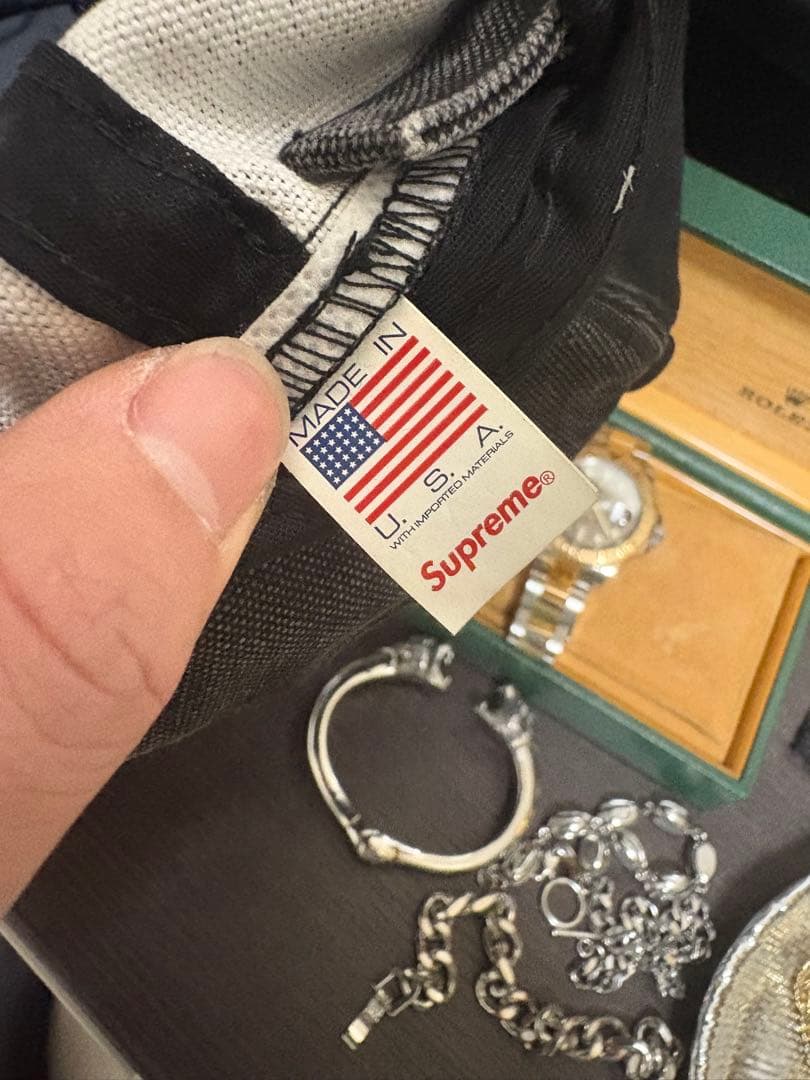 MADE IN
U. S. A.
WITH IMPORTED MATERIALS
Supreme®